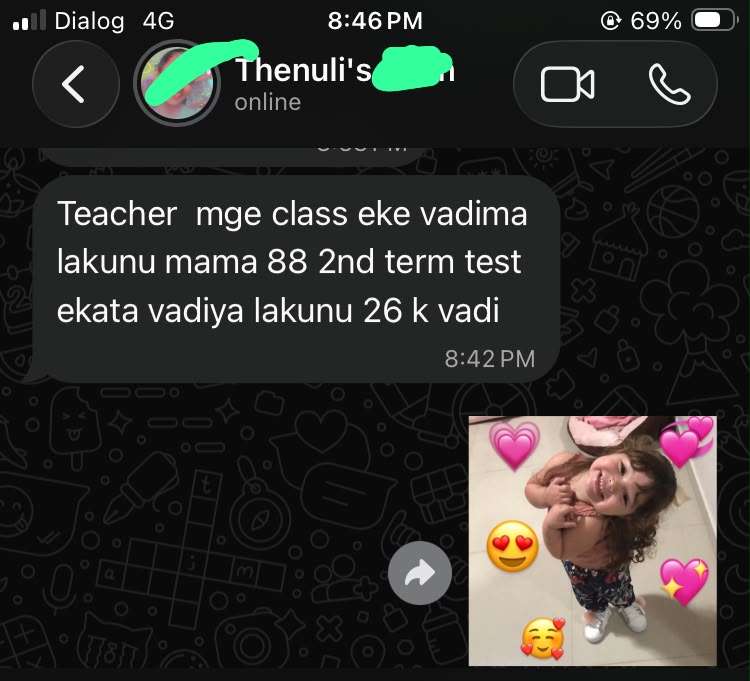 Dialog 4G 8:46 PM 69%
Thenuli's
online
Teacher mge class eke vadima
lakunu mama 88 2nd term test
ekata vadiya lakunu 26 k vadi
8:42 PM